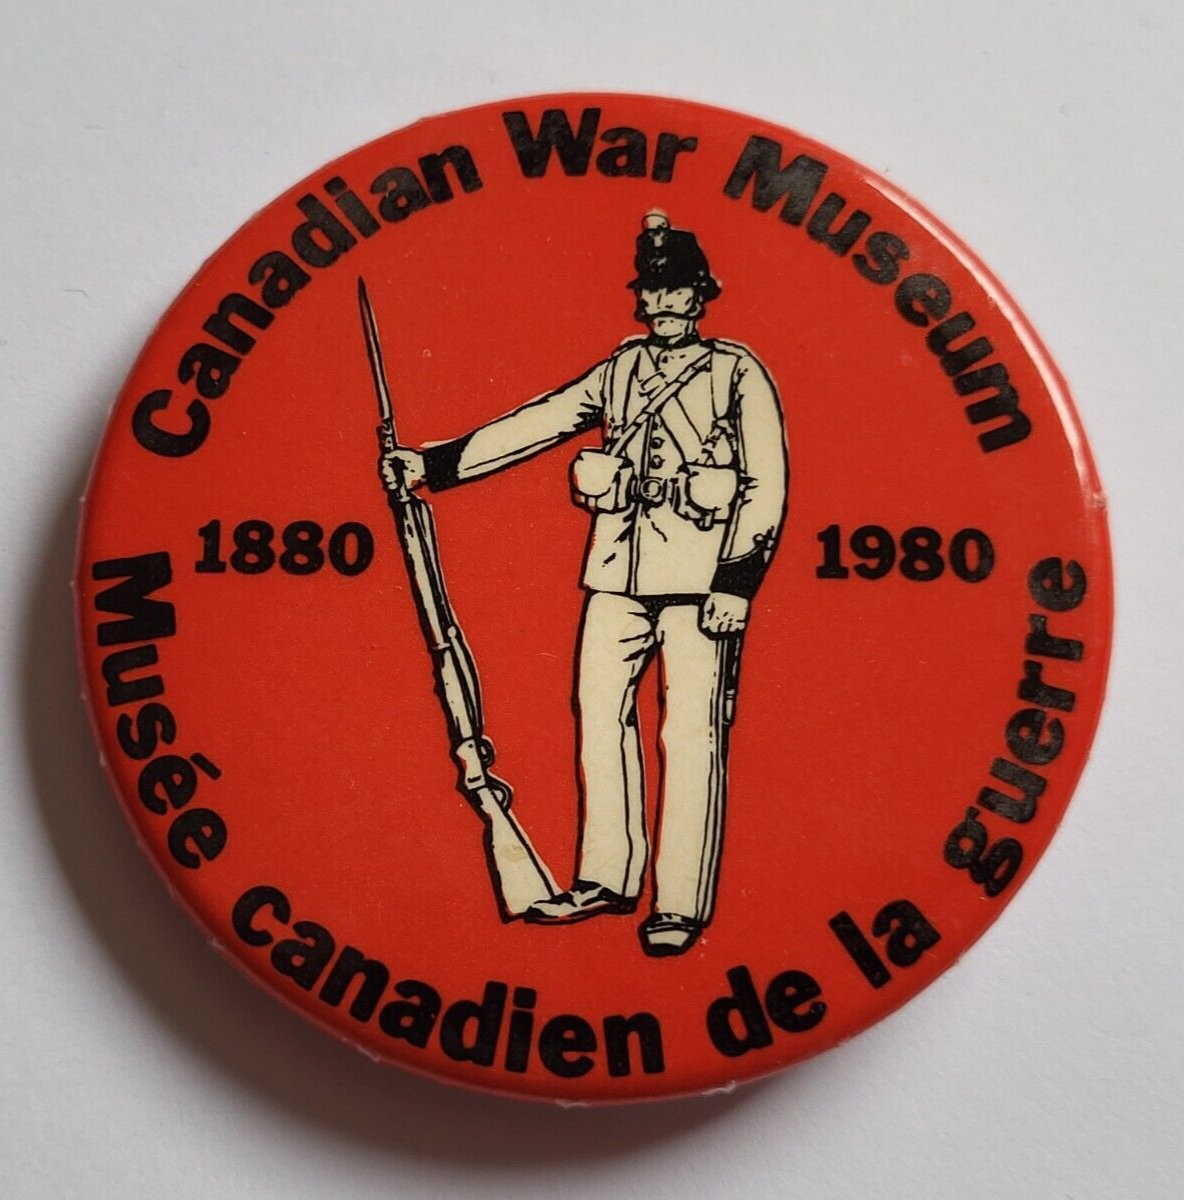 Canadian War Museum
1880 1980
Musée canadien de la guerre